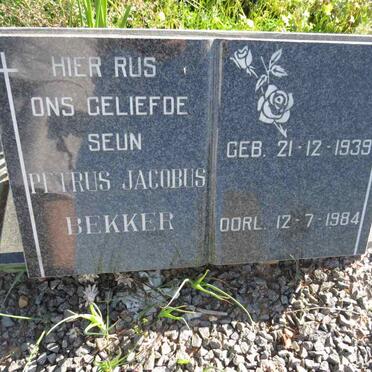 HIER RUS
ONS GELIEFDE
SEUN
PETRUS JACOBUS
BEKKER
GEB. 21-12-1939
OORL. 12-7-1984